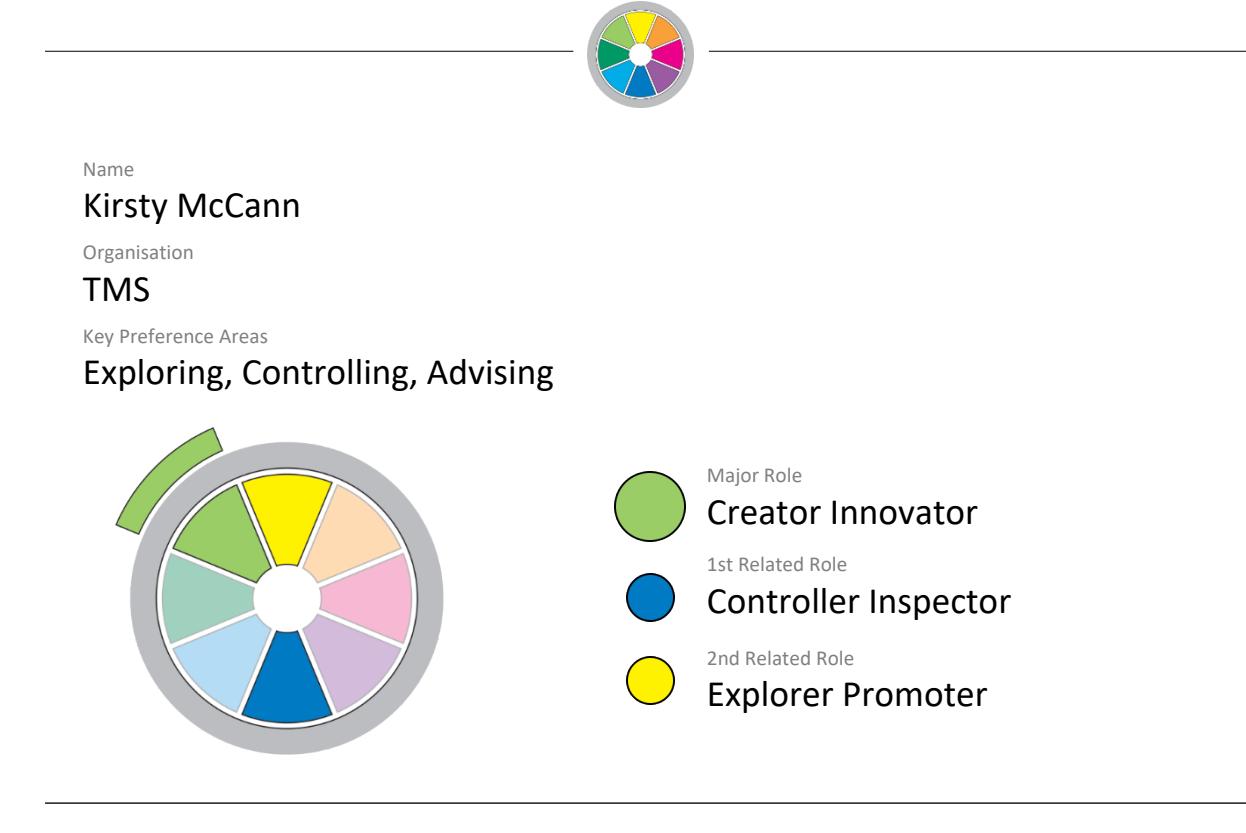 Name
Kirsty McCann
Organisation
TMS
Key Preference Areas
Exploring, Controlling, Advising
Major Role
Creator Innovator
1st Related Role
Controller Inspector
2nd Related Role
Explorer Promoter